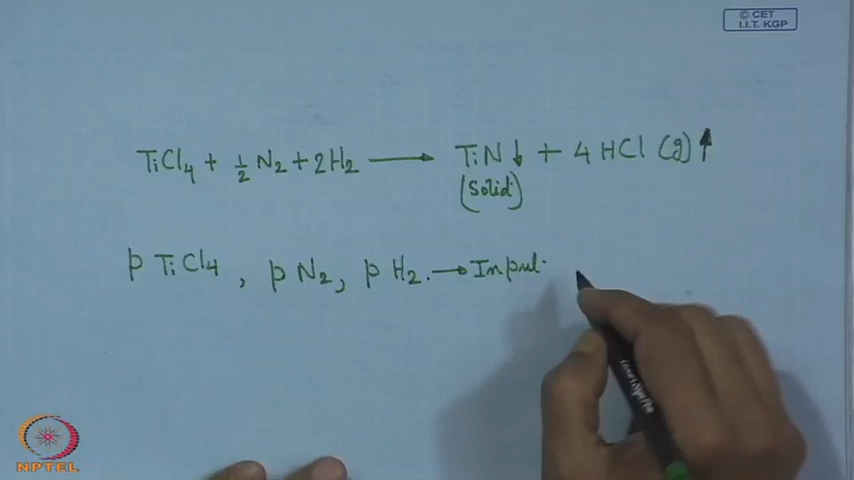 © CET
I.I.T. KGP
TiCl₄ + ½ N₂ + 2H₂ → TiN ↓ + 4 HCl (g) ↑
(Solid)
p TiCl₄, p N₂, p H₂. → Input
NPTEL